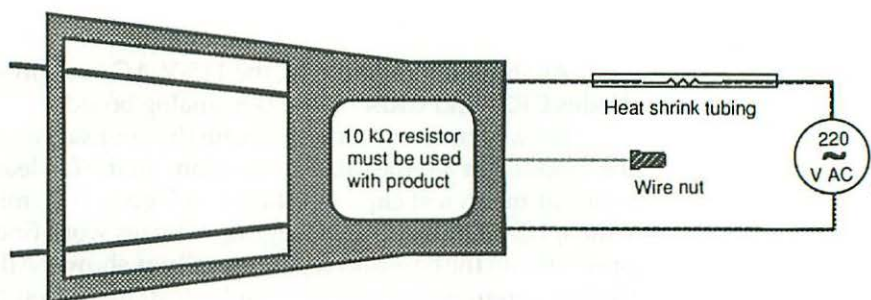 10 kΩ resistor
must be used
with product
Heat shrink tubing
Wire nut
220
~
V AC